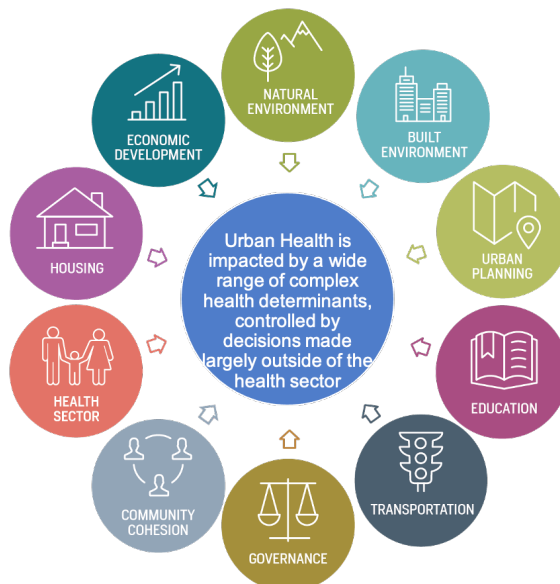 NATURAL
ENVIRONMENT
BUILT
ENVIRONMENT
URBAN
PLANNING
EDUCATION
TRANSPORTATION
GOVERNANCE
COMMUNITY
COHESION
HEALTH
SECTOR
HOUSING
ECONOMIC
DEVELOPMENT
Urban Health is
impacted by a wide
range of complex
health determinants,
controlled by
decisions made
largely outside of the
health sector